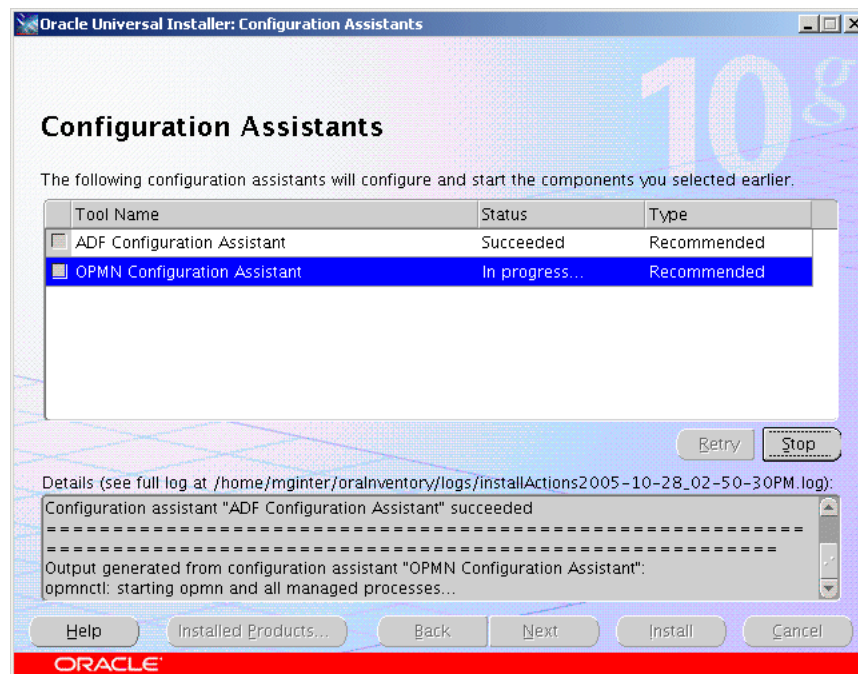 Oracle Universal Installer: Configuration Assistants
10g
Configuration Assistants
The following configuration assistants will configure and start the components you selected earlier.
Tool Name Status Type
ADF Configuration Assistant Succeeded Recommended
OPMN Configuration Assistant In progress... Recommended
Retry Stop
Details (see full log at /home/mginter/oraInventory/logs/installActions2005-10-28_02-50-30PM.log):
Configuration assistant "ADF Configuration Assistant" succeeded
==========================================================
========================================================
Output generated from configuration assistant "OPMN Configuration Assistant":
opmnctl: starting opmn and all managed processes...
Help Installed Products... Back Next Install Cancel
ORACLE